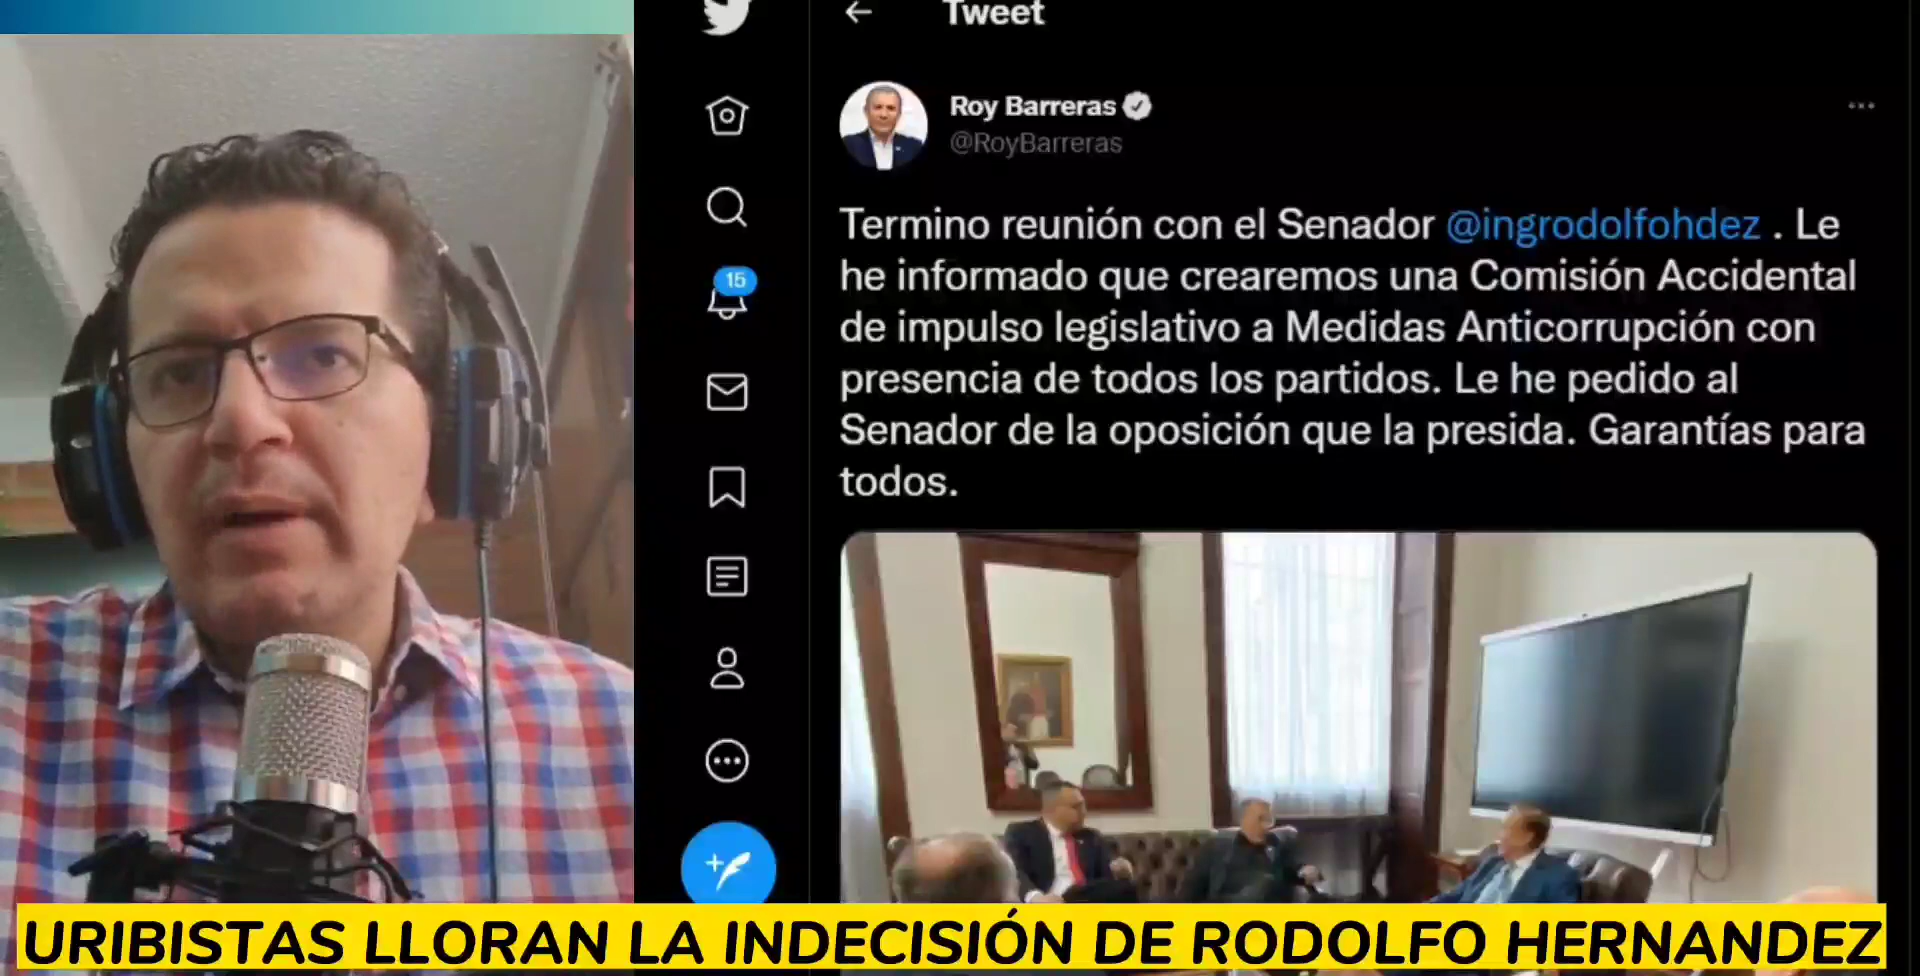 Tweet
Roy Barreras
@RoyBarreras
Termino reunión con el Senador @ingrodolfohdez . Le
he informado que crearemos una Comisión Accidental
de impulso legislativo a Medidas Anticorrupción con
presencia de todos los partidos. Le he pedido al
Senador de la oposición que la presida. Garantías para
todos.
15
URIBISTAS LLORAN LA INDECISIÓN DE RODOLFO HERNANDEZ